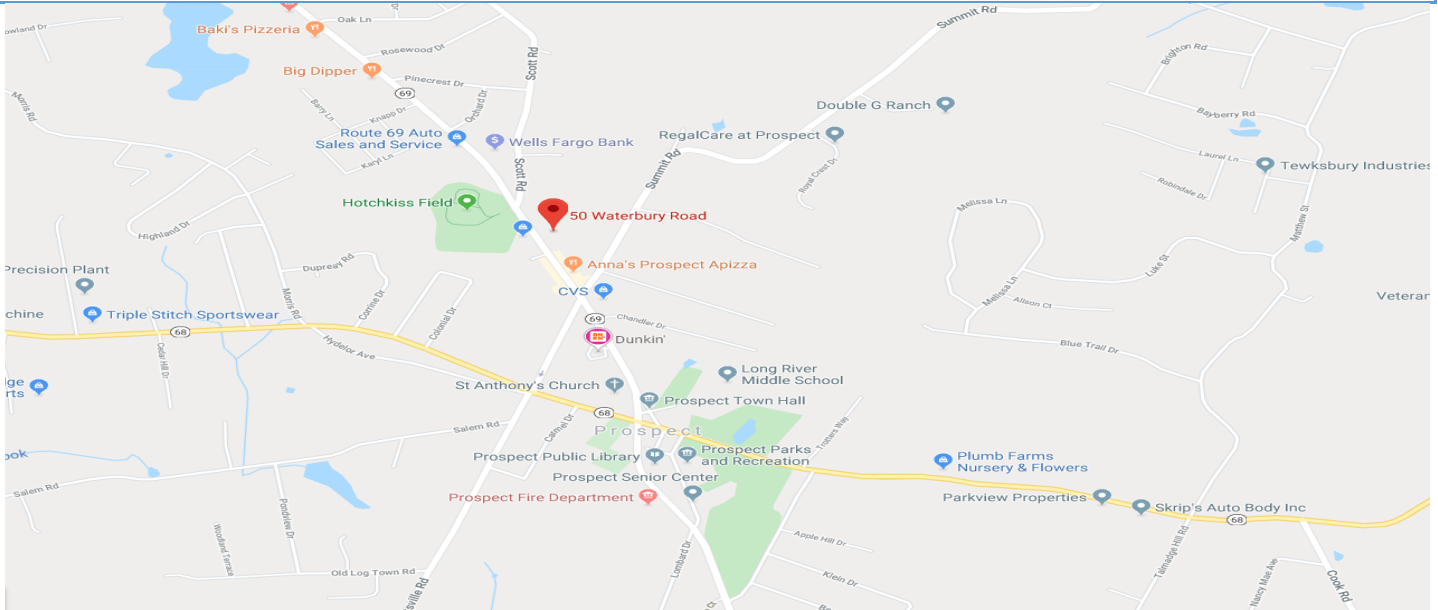 Summit Rd
Oak Ln
Baki's Pizzeria
owland Dr
Rosewood Dr
Scott Rd
Brighton Rd
Big Dipper
Pinecrest Dr
69
Morris Rd
Barry Ln
Knapp Dr
Orchard Dr
Double G Ranch
Bayberry Rd
Route 69 Auto
Sales and Service
Wells Fargo Bank
RegalCare at Prospect
Karyl Ln
Scott Rd
Summit Rd
Royal Crest Dr
Laurel Ln
Tewksbury Industries
Robindale Dr
Hotchkiss Field
50 Waterbury Road
Melissa Ln
Matthew St
Highland Dr
Precision Plant
Dupreay Rd
Anna's Prospect Apizza
Luke St
CVS
Corrine Dr
Melissa Ln
Alison Ct
Veteran
chine
Triple Stitch Sportswear
Morris Rd
Colonial Dr
69
Chandler Dr
68
Cedar Hill Dr
Hydelor Ave
Dunkin'
Blue Trail Dr
dge
rts
St Anthony's Church
Long River
Middle School
Prospect Town Hall
68
Salem Rd
Carmel Dr
Prospect
Trotters Way
ook
Prospect Public Library
Prospect Parks
and Recreation
Plumb Farms
Nursery & Flowers
Salem Rd
Prospect Senior Center
Prospect Fire Department
Parkview Properties
Skrip's Auto Body Inc
68
Pondview Dr
Woodland Terrace
Apple Hill Dr
Lombard Dr
Talmadge Hill Rd
Old Log Town Rd
Klein Dr
Nancy Mae Ave
Cook Rd
sville Rd